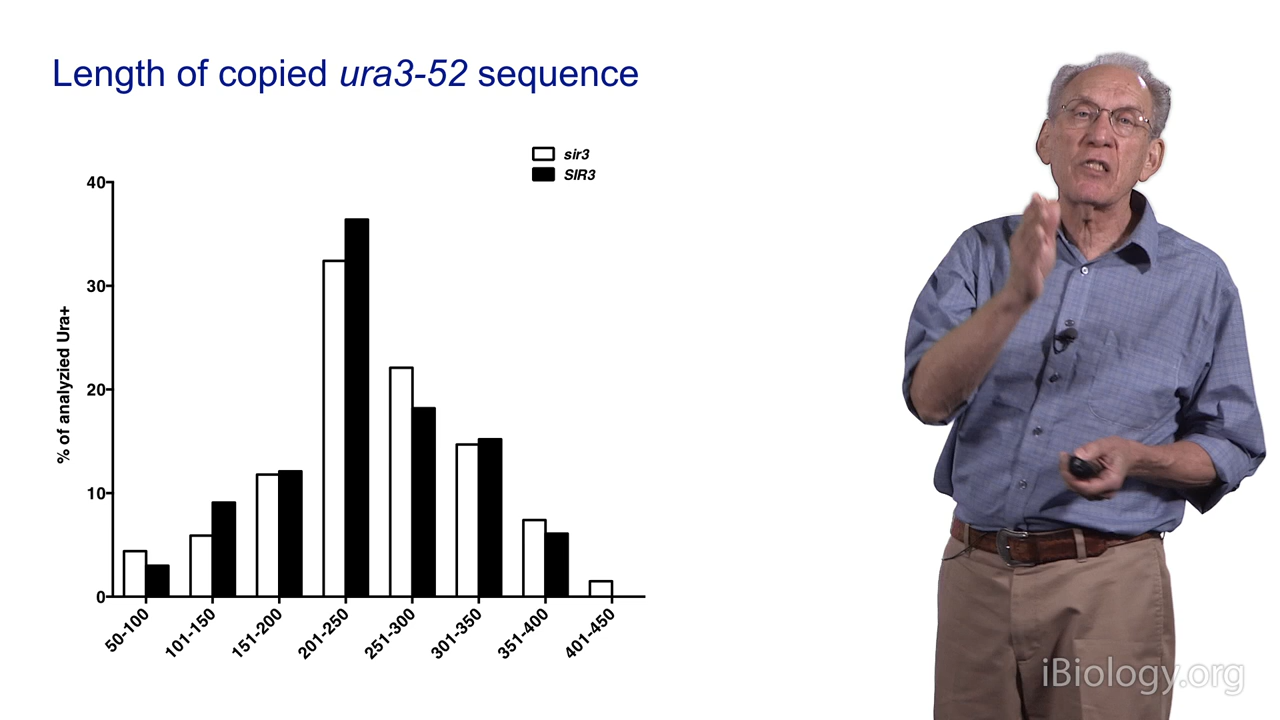 Length of copied ura3-52 sequence
sir3
SIR3
40
30
20
10
0
% of analyzied Ura+
50-100
101-150
151-200
201-250
251-300
301-350
351-400
401-450
iBiology.org